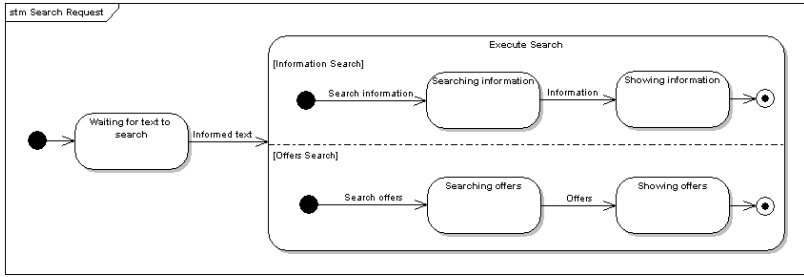 stm Search Request
Execute Search
[Information Search]
Search information
Searching information
Information
Showing information
Waiting for text to
search
Informed text
[Offers Search]
Search offers
Searching offers
Offers
Showing offers